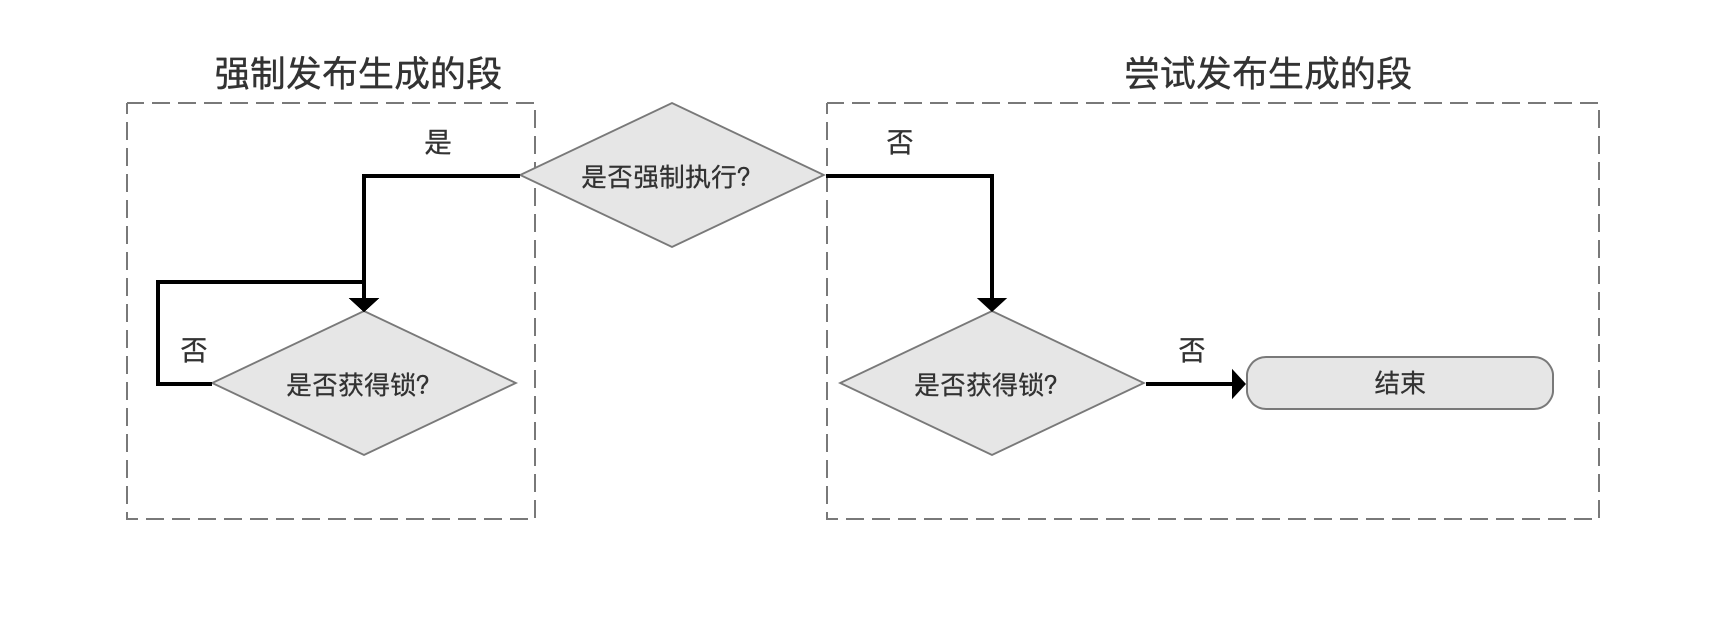 强制发布生成的段
尝试发布生成的段
是
否
是否强制执行?
否
是否获得锁?
是否获得锁?
否
结束